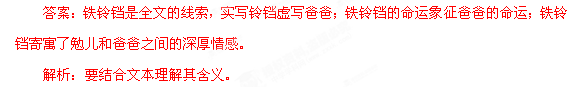 答案：铁铃铛是全文的线索，实写铃铛虚写爸爸；铁铃铛的命运象征爸爸的命运；铁铃
铛寄寓了勉儿和爸爸之间的深厚情感。
解析：要结合文本理解其含义。